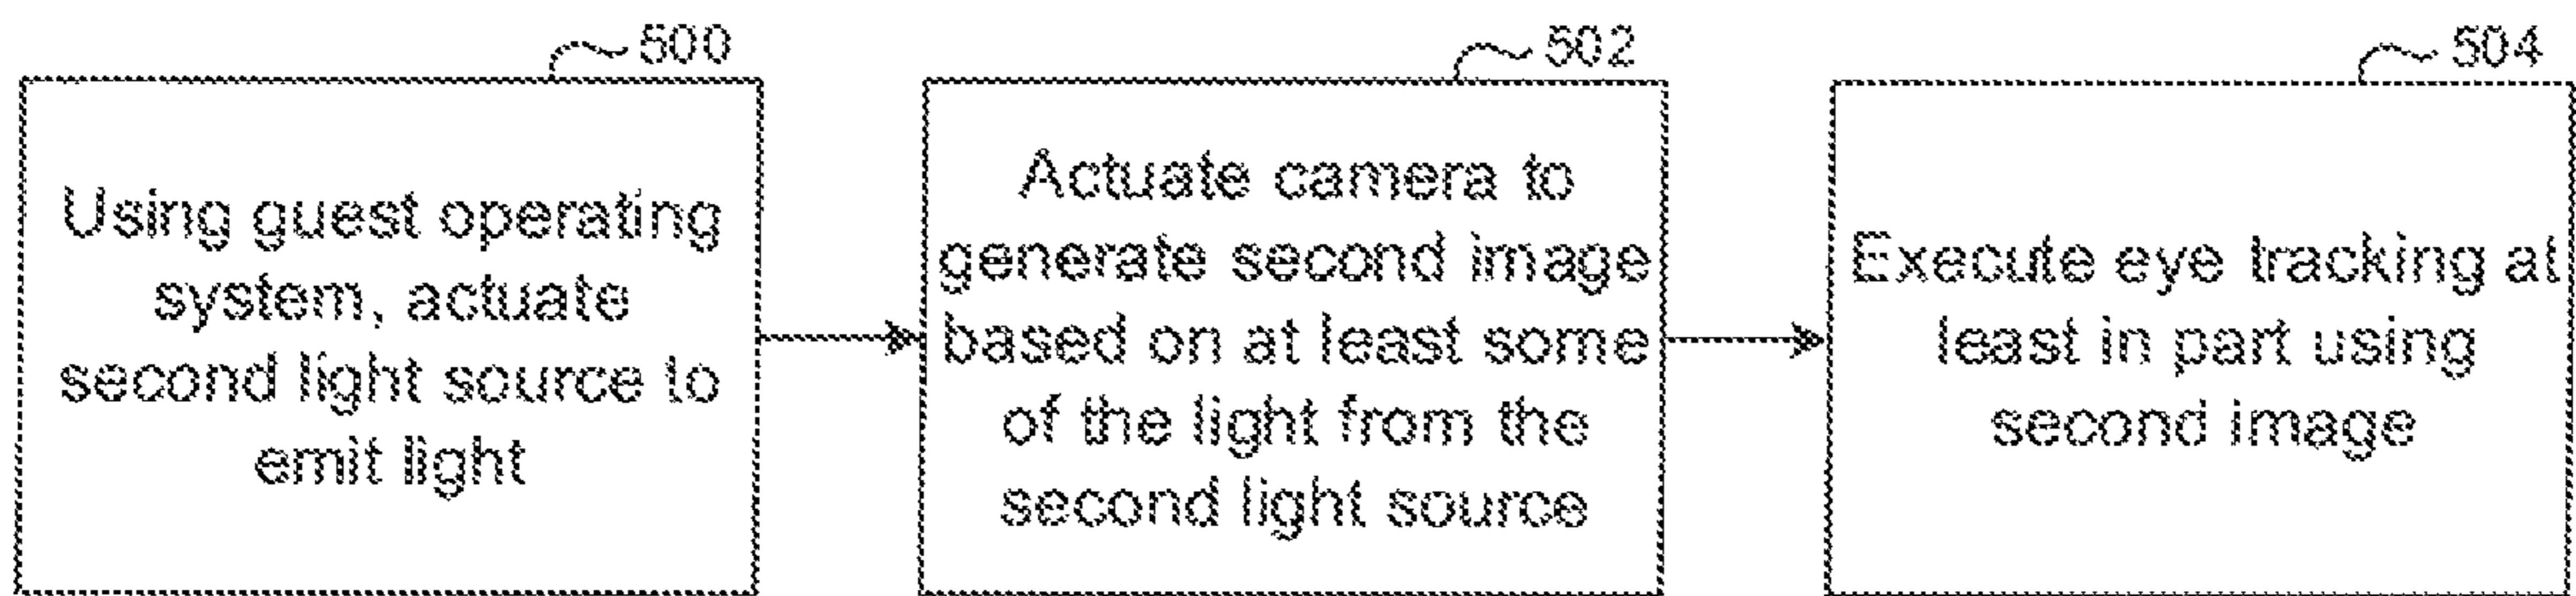 500
Using guest operating
system, actuate
second light source to
emit light
502
Actuate camera to
generate second image
based on at least some
of the light from the
second light source
504
Execute eye tracking at
least in part using
second image